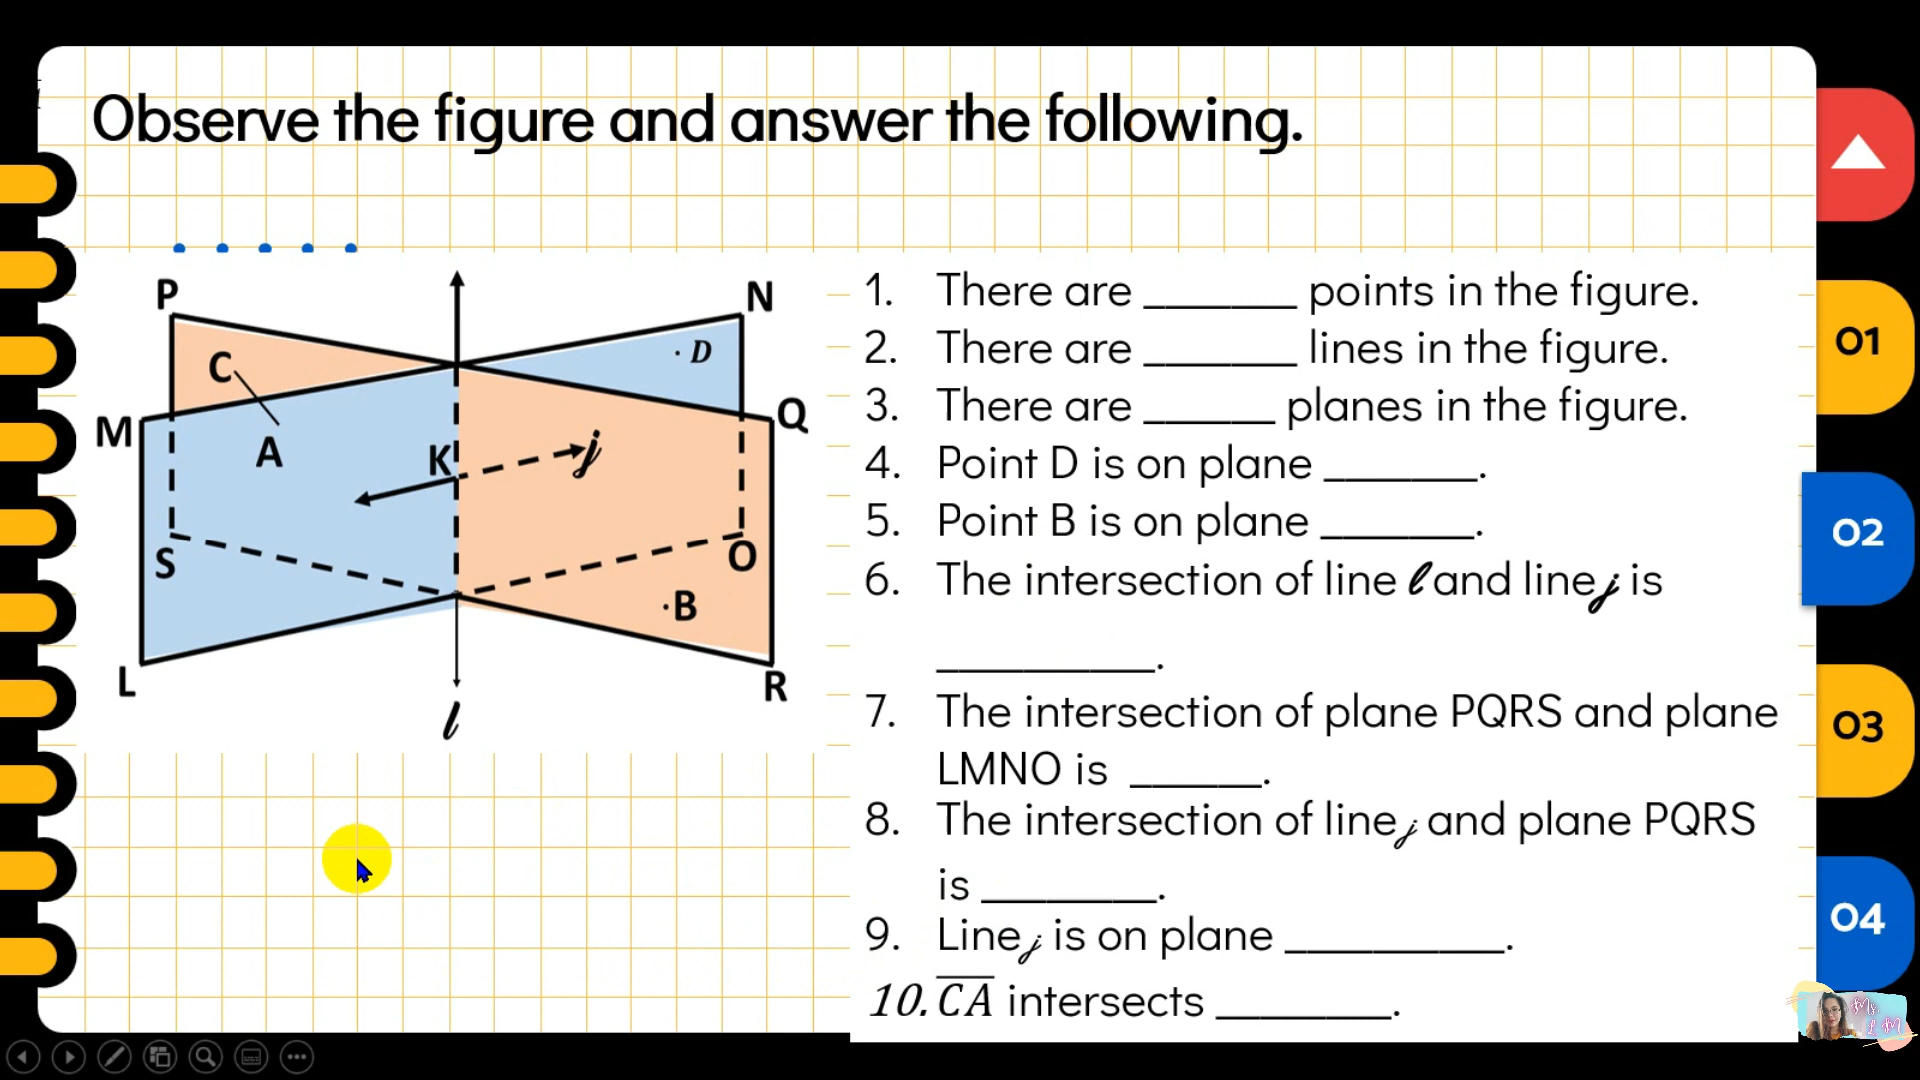 Observe the figure and answer the following.
P
N
C
· D
M
A
K
j
Q
S
O
·B
L
R
l
1. There are _______ points in the figure.
2. There are _______ lines in the figure.
3. There are ______ planes in the figure.
4. Point D is on plane _______.
5. Point B is on plane _______.
6. The intersection of line ℓ and line j is
__________.
7. The intersection of plane PQRS and plane
LMNO is ______.
8. The intersection of line j and plane PQRS
is ________.
9. Line j is on plane __________.
10. C̅A̅ intersects ________.
01
02
03
04
Ms.
L M